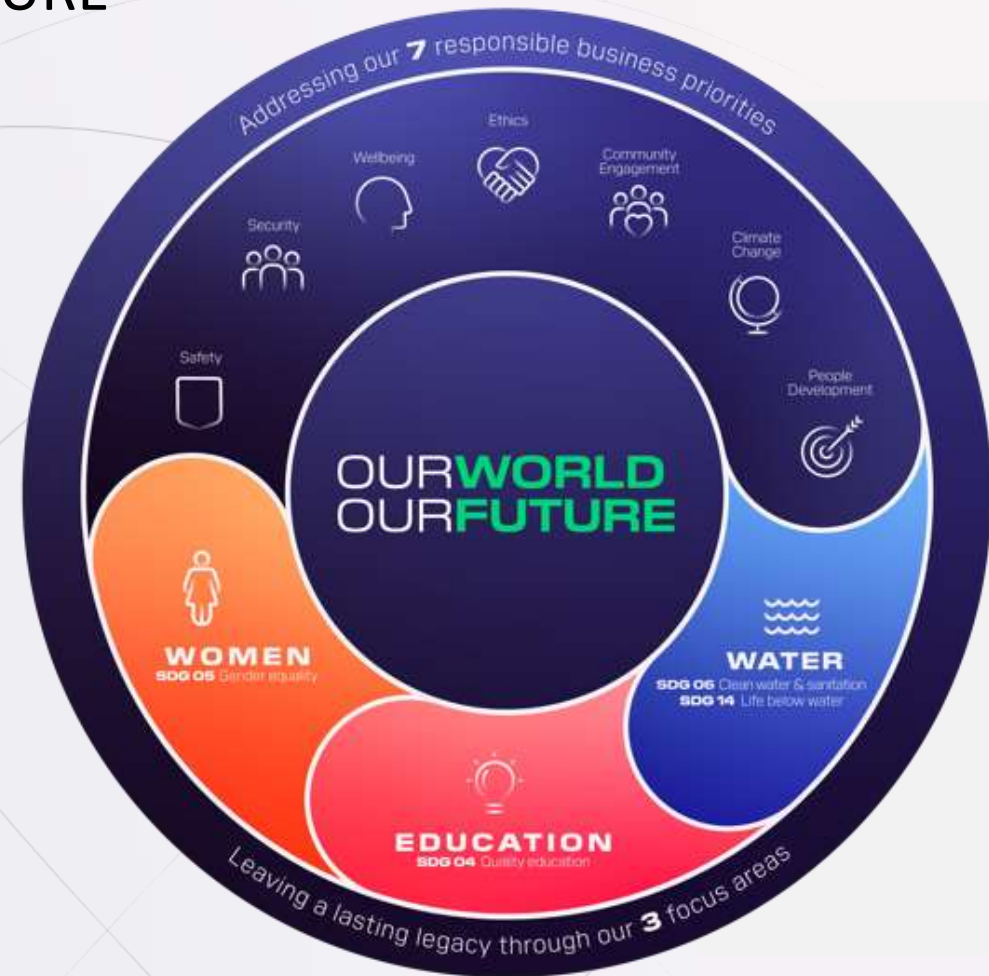 Addressing our 7 responsible business priorities
Ethics
Wellbeing
Community
Engagement
Security
Climate
Change
Safety
People
Development
OURWORLD
OURFUTURE
WOMEN
SDG 05 Gender equality
WATER
SDG 06 Clean water & sanitation
SDG 14 Life below water
EDUCATION
SDG 04 Quality education
Leaving a lasting legacy through our 3 focus areas